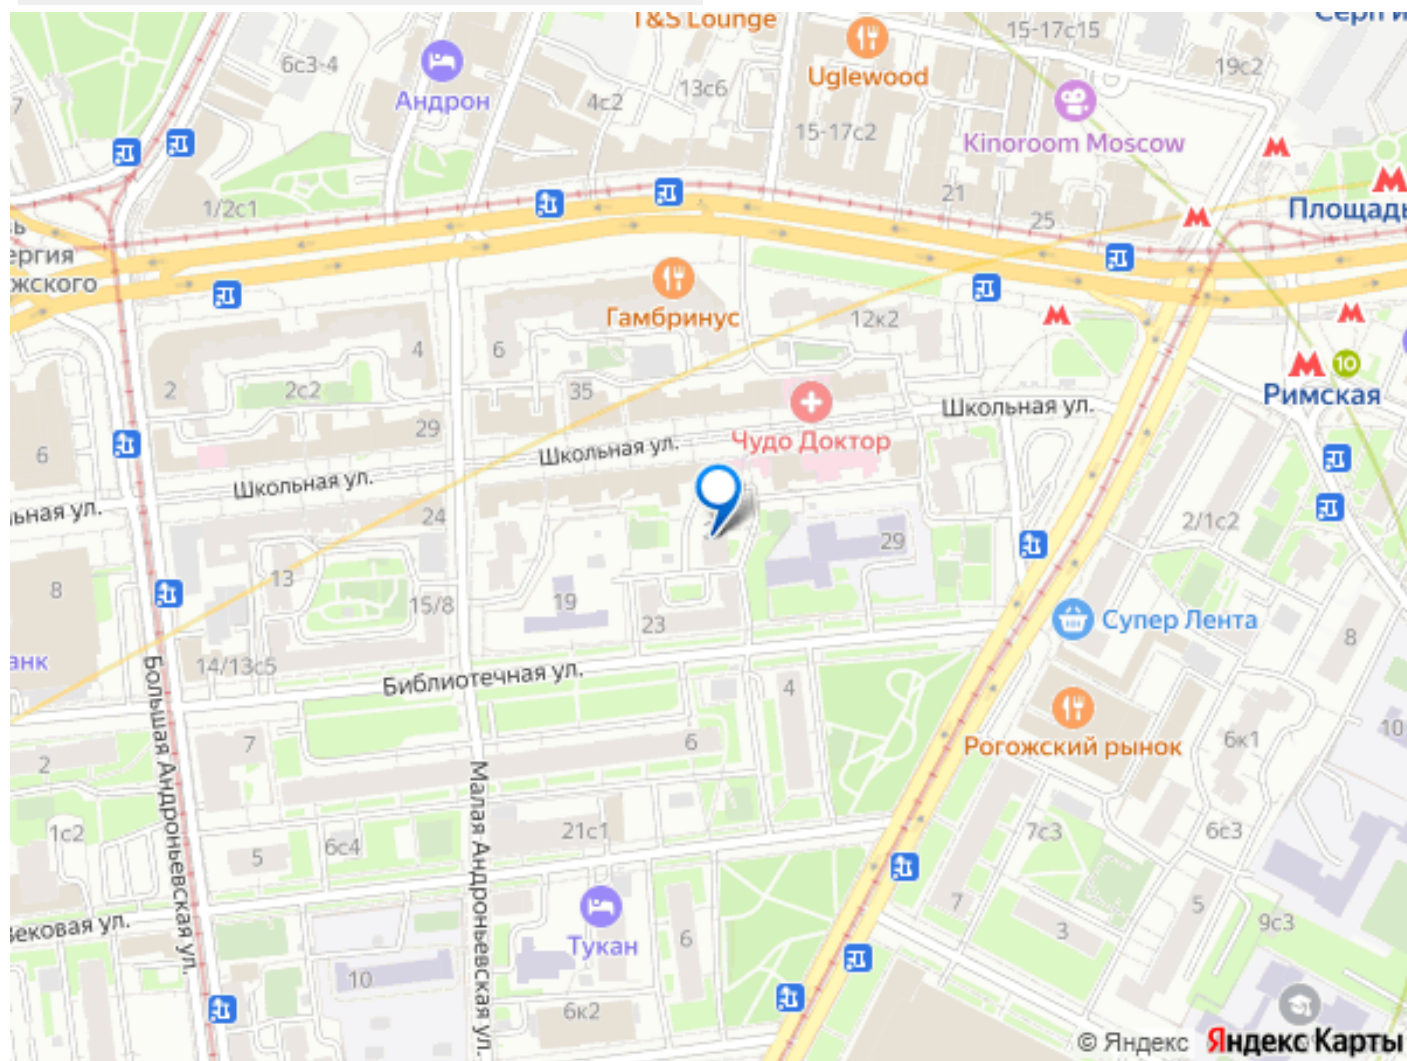 T&S Lounge
15-17с15
6с3-4
Андрон
4с2
13с6
Uglewood
15-17с2
19с2
Kinoroom Moscow
21
25
Площадь
1/2с1
ергия
жского
Гамбринус
12к2
4
6
2
2с2
35
29
10
Римская
Школьная ул.
Чудо Доктор
Школьная ул.
Школьная ул.
6
ьная ул.
24
2/1с2
29
13
15/8
19
23
8
Супер Лента
8
анк
14/13с5
Библиотечная ул.
4
Большая Андроньевская ул.
7
6
2
Рогожский рынок
6к1
10
Малая Андроньевская ул.
1с2
5
6с4
21с1
7с3
6с3
вековая ул.
Тукан
6
7
3
5
9с3
10
6к2
© Яндекс Яндекс Карты